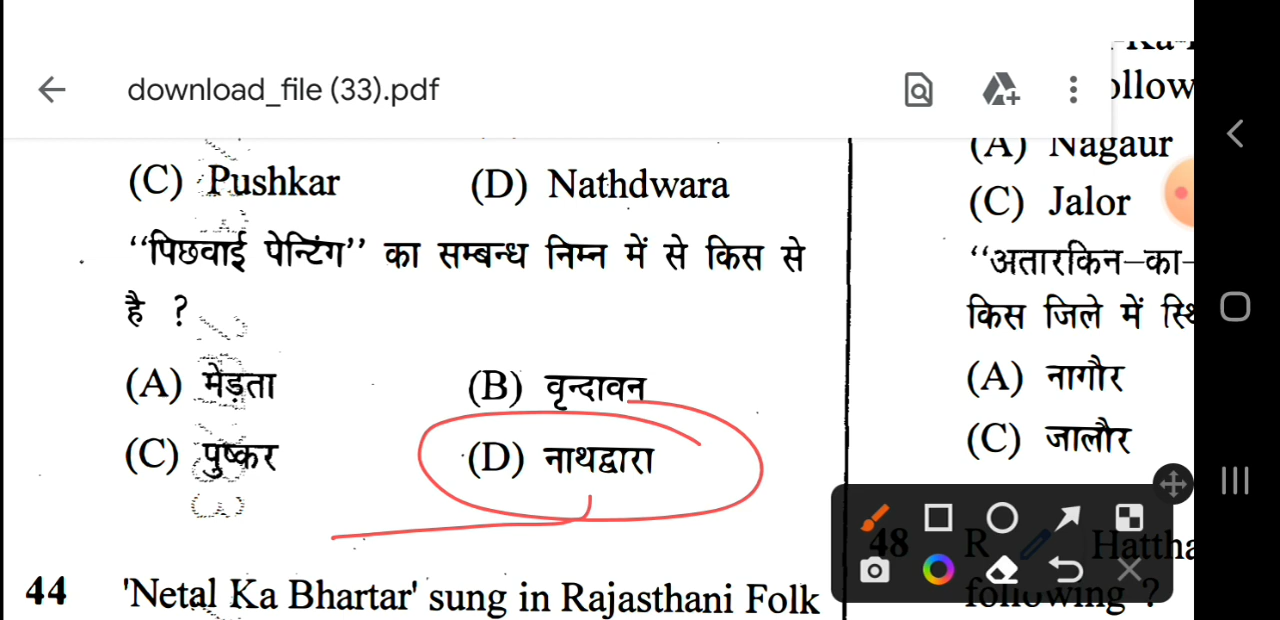 download_file (33).pdf
(C) Pushkar (D) Nathdwara
“पिछवाई पेन्टिंग” का सम्बन्ध निम्न में से किस से
है ?
(A) मेंड़ता (B) वृन्दावन
(C) पुष्कर (D) नाथद्वारा
44 'Netal Ka Bhartar' sung in Rajasthani Folk
ollow
(A) Nagaur
(C) Jalor
“अतारकिन–का–
किस जिले में
(A) नागौर
(C) जालौर
48 R Hattha
following ?